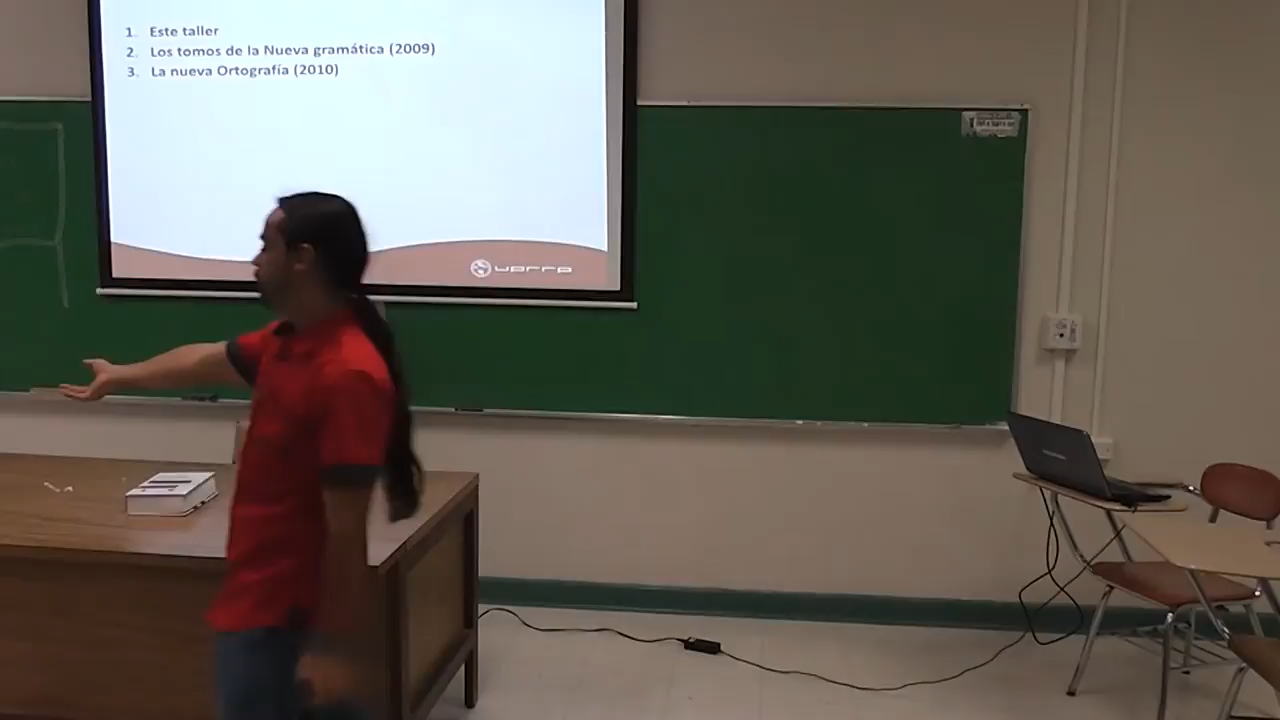 1. Este taller
2. Los tomos de la Nueva gramática (2009)
3. La nueva Ortografía (2010)
uprrp